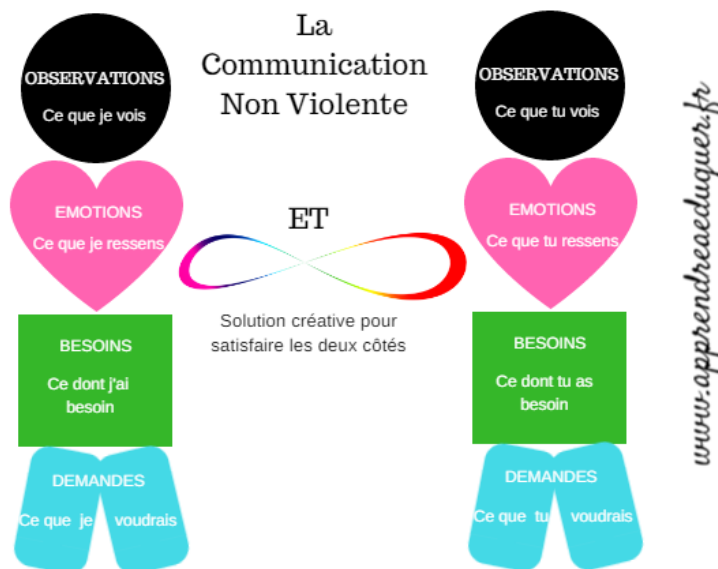 La
Communication
Non Violente
OBSERVATIONS
Ce que je vois
EMOTIONS
Ce que je ressens
BESOINS
Ce dont j'ai
besoin
DEMANDES
Ce que je voudrais
ET
Solution créative pour
satisfaire les deux côtés
OBSERVATIONS
Ce que tu vois
EMOTIONS
Ce que tu ressens
BESOINS
Ce dont tu as
besoin
DEMANDES
Ce que tu voudrais
www.apprendreaeduquer.fr